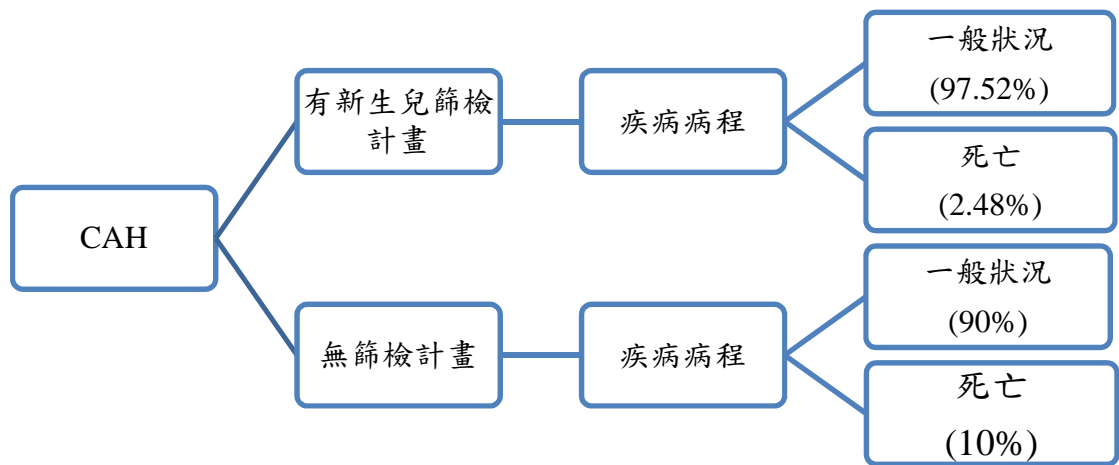 CAH
有新生兒篩檢
計畫
疾病病程
一般狀況
(97.52%)
死亡
(2.48%)
無篩檢計畫
疾病病程
一般狀況
(90%)
死亡
(10%)